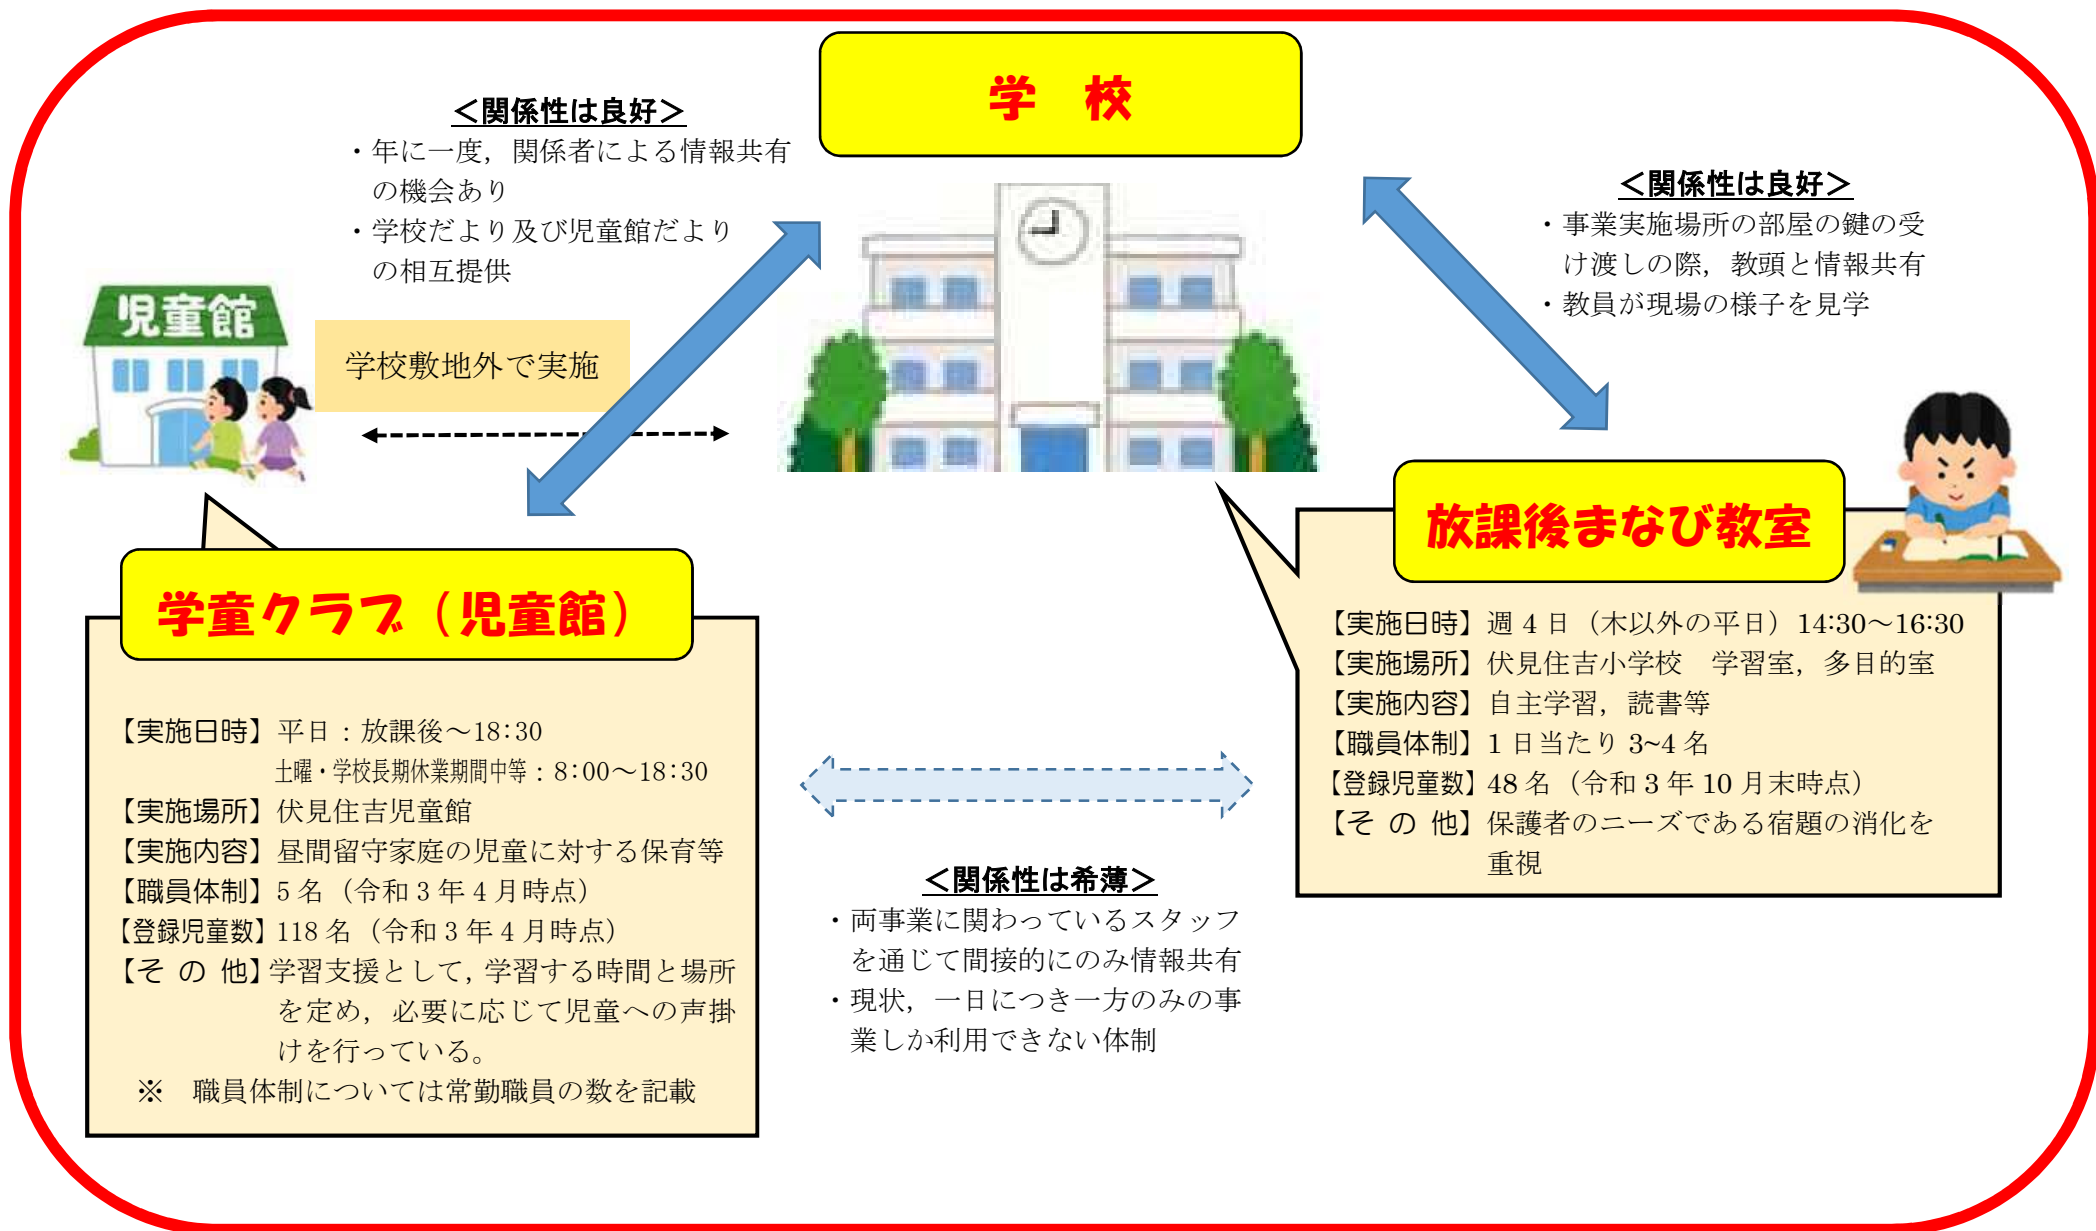 学 校
＜関係性は良好＞
・年に一度，関係者による情報共有
の機会あり
・学校だより及び児童館だより
の相互提供
＜関係性は良好＞
・事業実施場所の部屋の鍵の受
け渡しの際，教頭と情報共有
・教員が現場の様子を見学
児童館
学校敷地外で実施
学童クラブ（児童館）
【実施日時】平日：放課後～18:30
土曜・学校長期休業期間中等：8:00～18:30
【実施場所】伏見住吉児童館
【実施内容】昼間留守家庭の児童に対する保育等
【職員体制】5名（令和3年4月時点）
【登録児童数】118名（令和3年4月時点）
【そ の 他】学習支援として，学習する時間と場所
を定め，必要に応じて児童への声掛
けを行っている。
※　職員体制については常勤職員の数を記載
放課後まなび教室
【実施日時】週4日（木以外の平日）14:30～16:30
【実施場所】伏見住吉小学校　学習室，多目的室
【実施内容】自主学習，読書等
【職員体制】1日当たり3~4名
【登録児童数】48名（令和3年10月末時点）
【そ の 他】保護者のニーズである宿題の消化を
重視
＜関係性は希薄＞
・両事業に関わっているスタッフ
を通じて間接的にのみ情報共有
・現状，一日につき一方のみの事
業しか利用できない体制